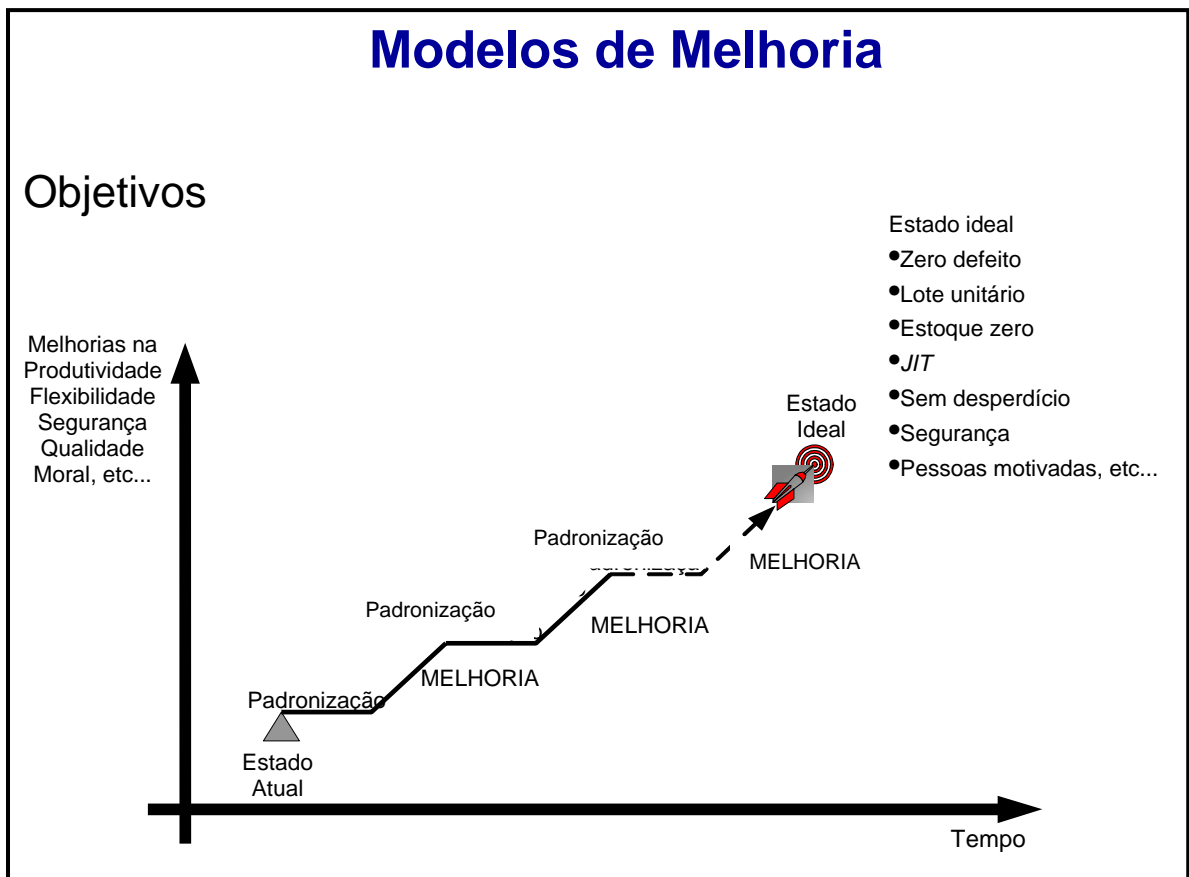 Modelos de Melhoria
Objetivos
Estado ideal
•Zero defeito
•Lote unitário
•Estoque zero
•JIT
•Sem desperdício
•Segurança
•Pessoas motivadas, etc...
Melhorias na
Produtividade
Flexibilidade
Segurança
Qualidade
Moral, etc...
Estado
Ideal
Padronização
MELHORIA
Padronização
MELHORIA
MELHORIA
Padronização
Estado
Atual
Tempo